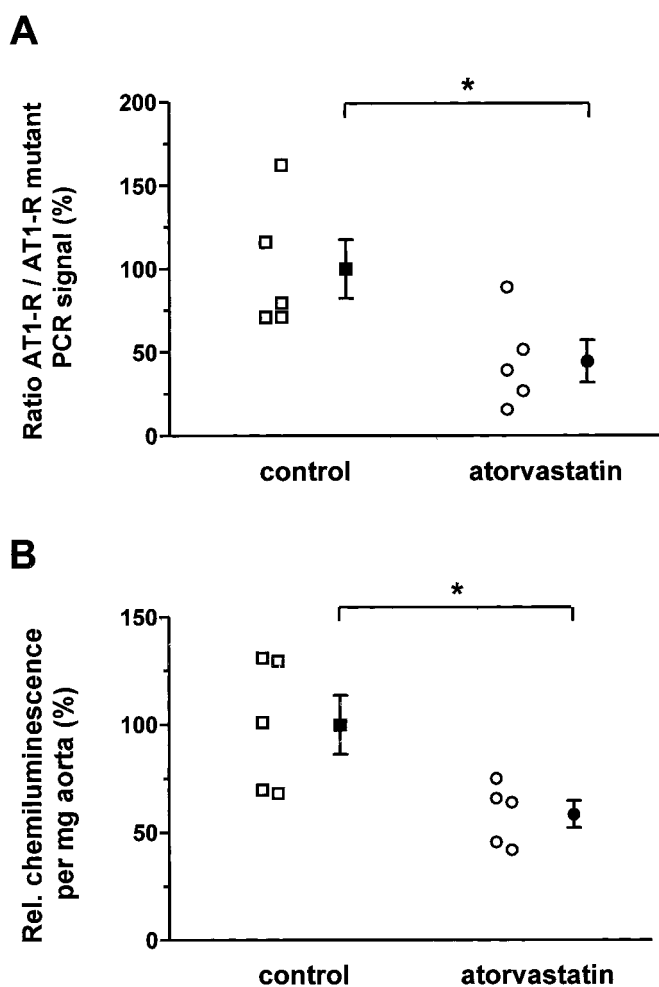 A
Ratio AT1-R / AT1-R mutant
PCR signal (%)
200
150
100
50
0
*
control
atorvastatin
B
Rel. chemiluminescence
per mg aorta (%)
150
100
50
0
*
control
atorvastatin